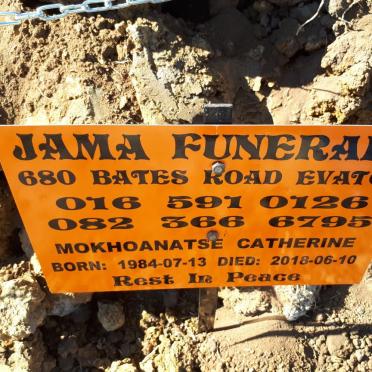 JAMA FUNERAL
680 BATES ROAD EVATO
016 591 0126
082 366 6795
MOKHOANATSE CATHERINE
BORN: 1984-07-13 DIED: 2018-06-10
Rest In Peace